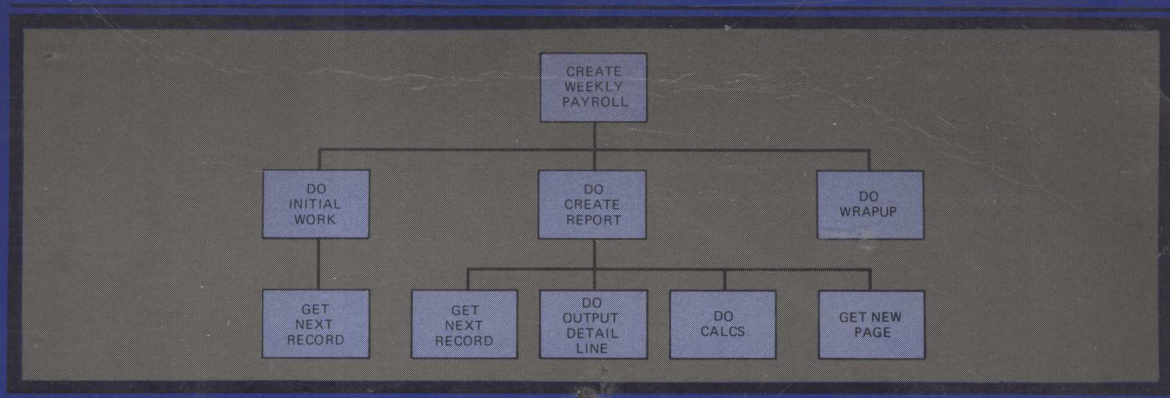 CREATE
WEEKLY
PAYROLL
DO
INITIAL
WORK
DO
CREATE
REPORT
DO
WRAPUP
GET
NEXT
RECORD
GET
NEXT
RECORD
DO
OUTPUT
DETAIL
LINE
DO
CALCS
GET NEW
PAGE